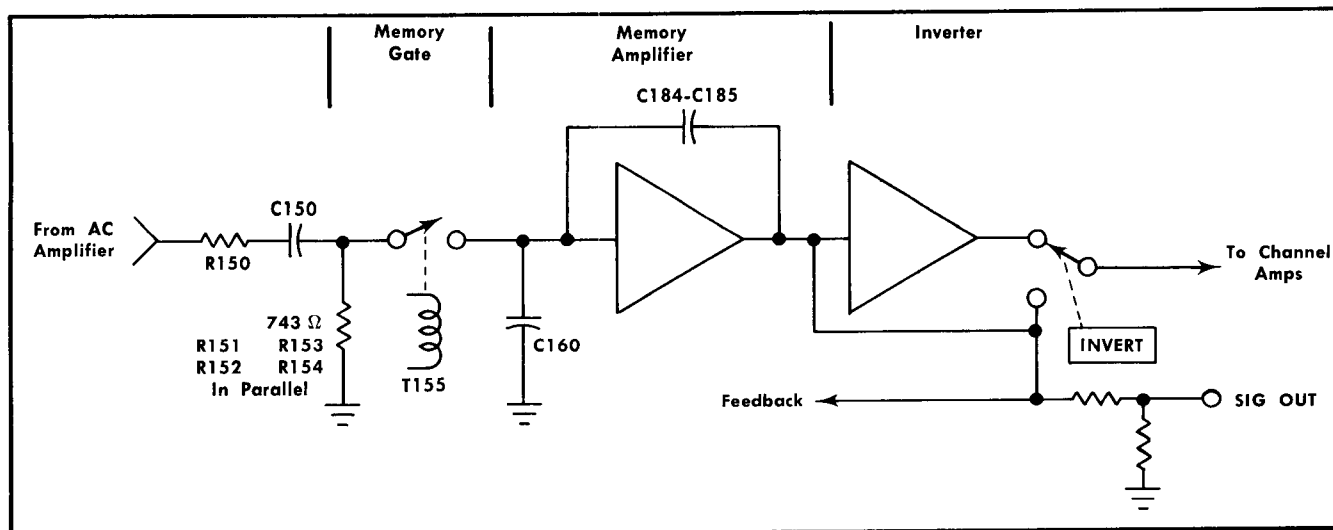 Memory
Gate
Memory
Amplifier
Inverter
C184-C185
From AC
Amplifier
C150
R150
743 Ω
R151 R153
R152 R154
In Parallel
T155
C160
To Channel
Amps
INVERT
Feedback
SIG OUT